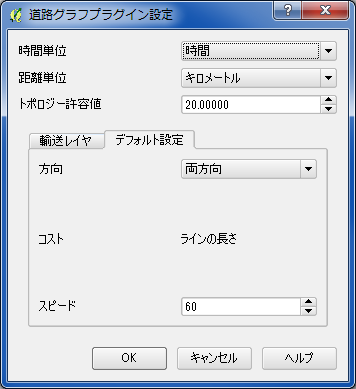 道路グラフプラグイン設定
時間単位 時間
距離単位 キロメートル
トポロジー許容値 20.00000
輸送レイヤ デフォルト設定
方向 両方向
コスト ラインの長さ
スピード 60
OK キャンセル ヘルプ